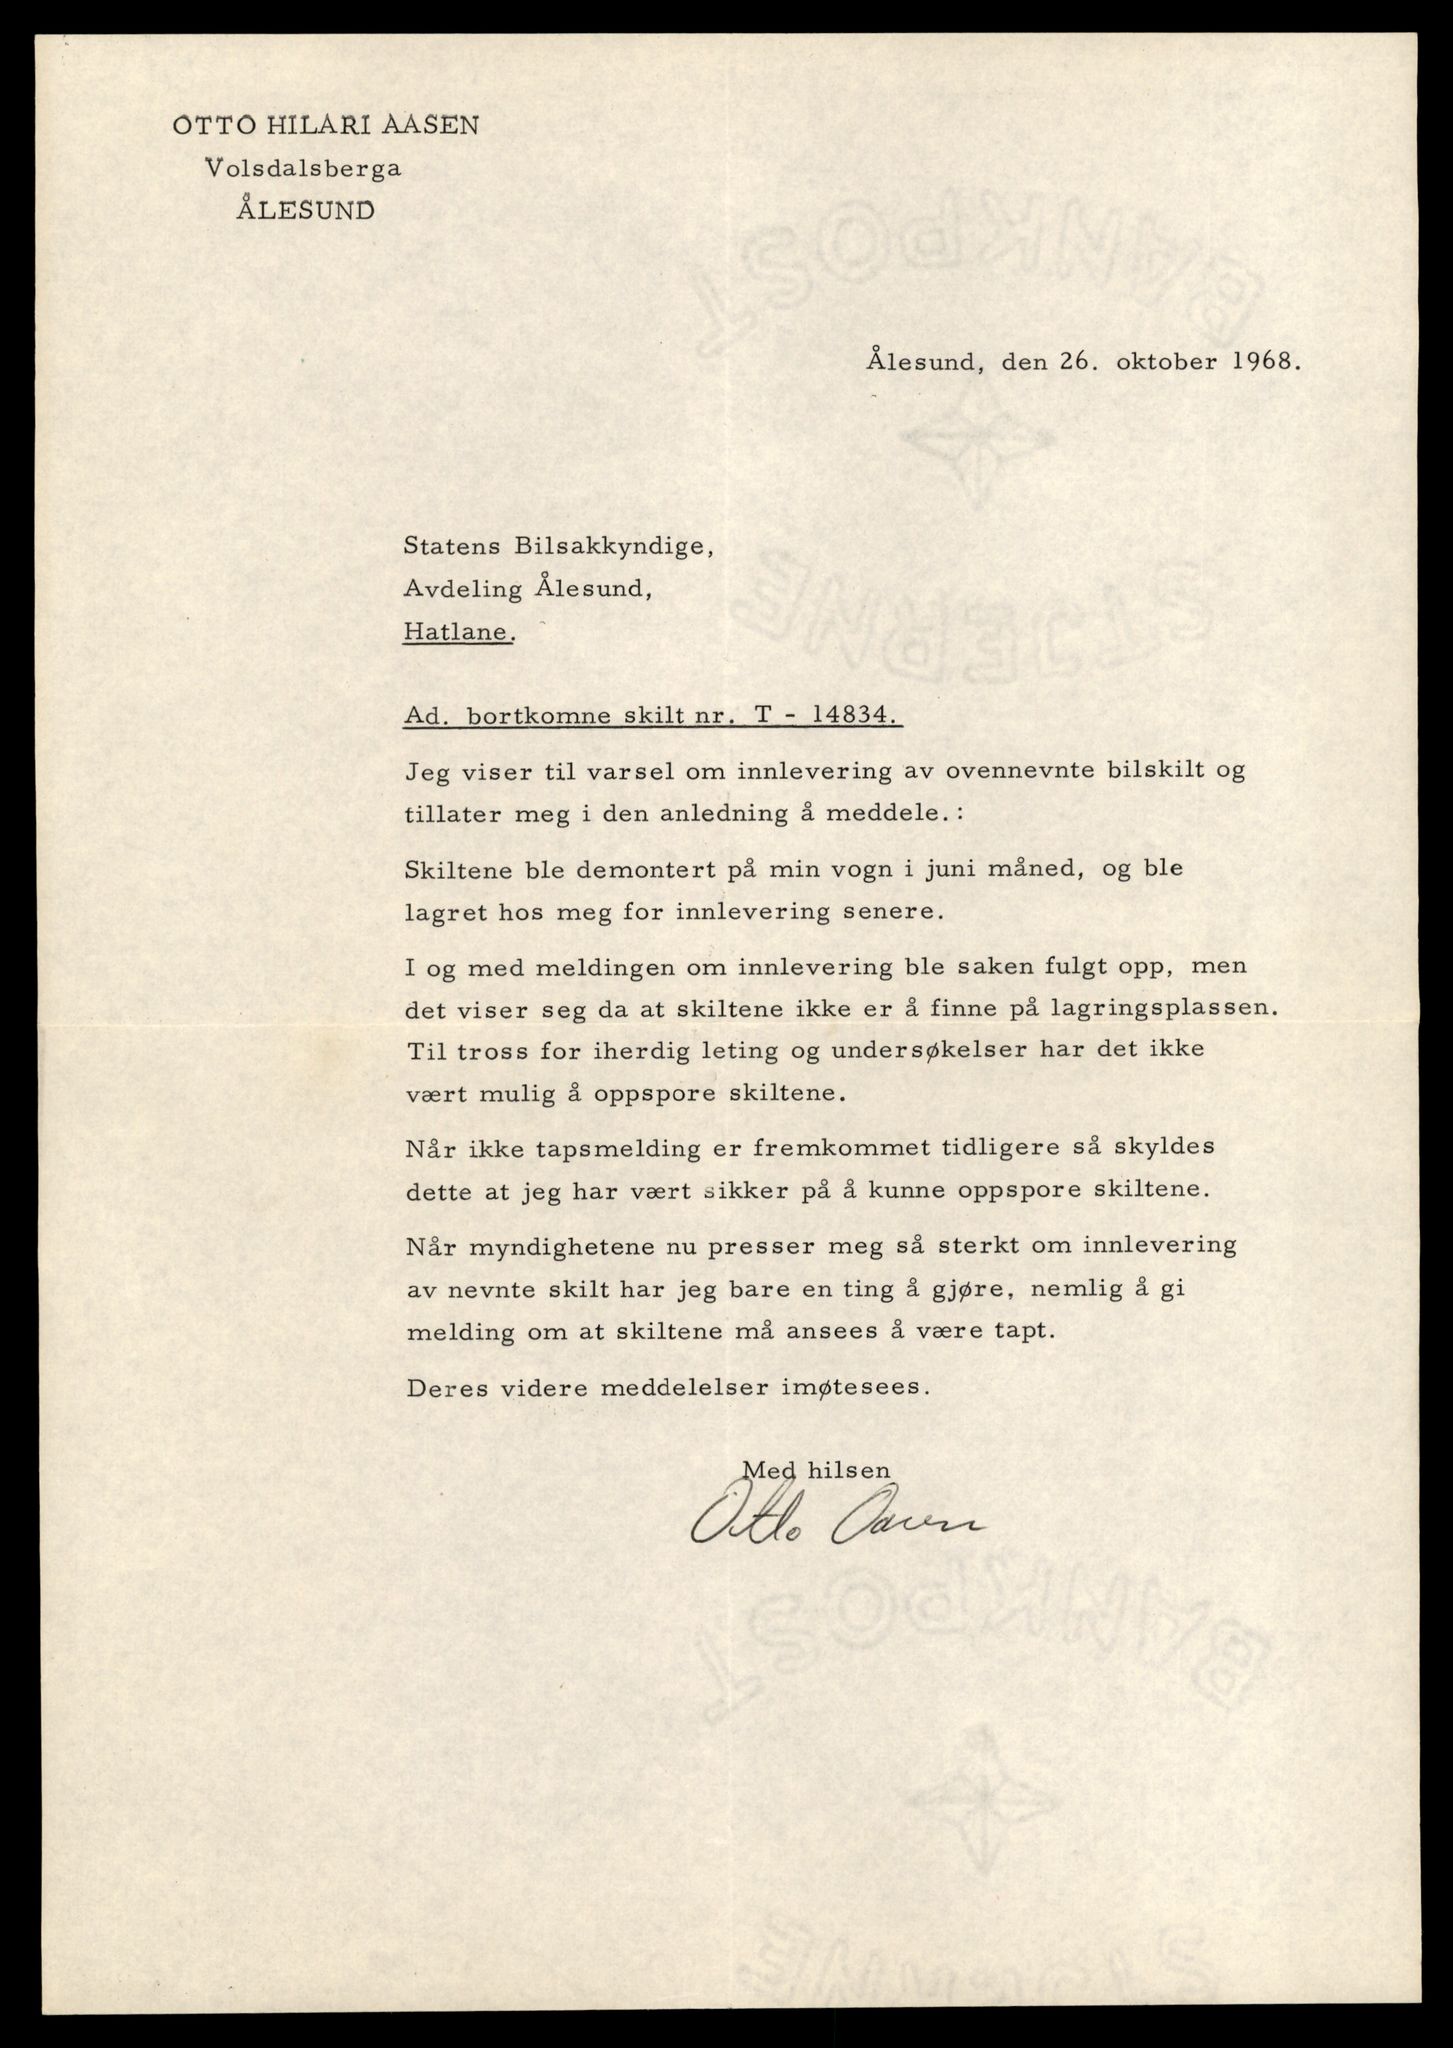 OTTO HILARI AASEN
Volsdalsberga
ÅLESUND
Ålesund, den 26. oktober 1968.
Statens Bilsakkyndige,
Avdeling Ålesund,
Hatlane.
Ad. bortkomne skilt nr. T - 14834.
Jeg viser til varsel om innlevering av ovennevnte bilskilt og
tillater meg i den anledning å meddele.:
Skiltene ble demontert på min vogn i juni måned, og ble
lagret hos meg for innlevering senere.
I og med meldingen om innlevering ble saken fulgt opp, men
det viser seg da at skiltene ikke er å finne på lagringsplassen.
Til tross for iherdig leting og undersøkelser har det ikke
vært mulig å oppspore skiltene.
Når ikke tapsmelding er fremkommet tidligere så skyldes
dette at jeg har vært sikker på å kunne oppspore skiltene.
Når myndighetene nu presser meg så sterkt om innlevering
av nevnte skilt har jeg bare en ting å gjøre, nemlig å gi
melding om at skiltene må ansees å være tapt.
Deres videre meddelelser imøtesees.
Med hilsen
Otto Aasen
BANKPOST
BANKPOST